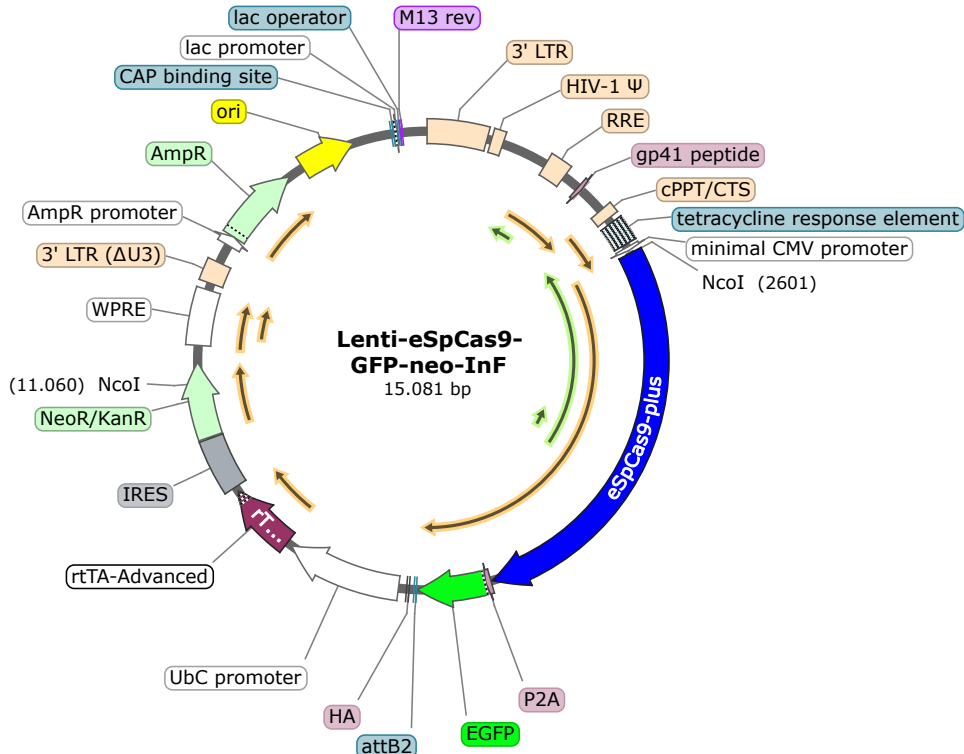 lac operator
M13 rev
lac promoter
3' LTR
CAP binding site
HIV-1 Ψ
ori
RRE
AmpR
gp41 peptide
cPPT/CTS
AmpR promoter
tetracycline response element
minimal CMV promoter
3' LTR (ΔU3)
NcoI (2601)
WPRE
Lenti-eSpCas9-
GFP-neo-InF
15.081 bp
(11.060) NcoI
NeoR/KanR
eSpCas9-plus
IRES
rT...
rtTA-Advanced
UbC promoter
P2A
HA
EGFP
attB2